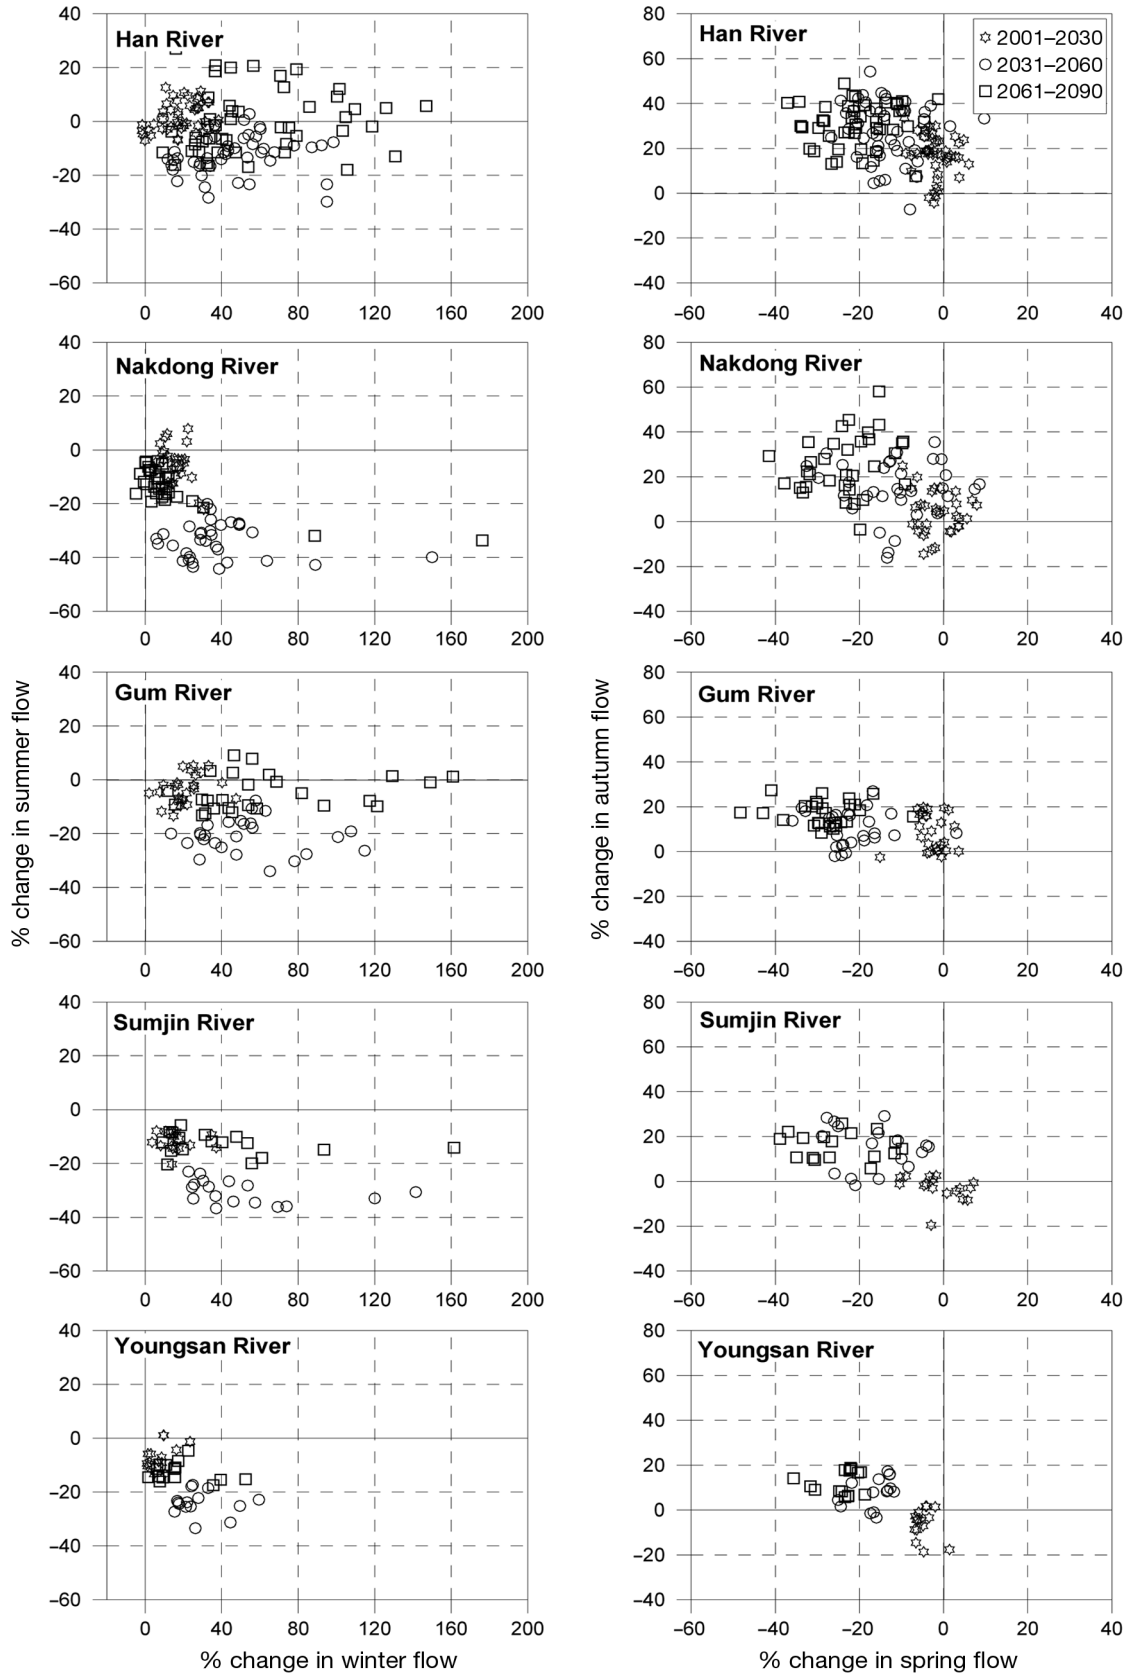 40
Han River
20
0
−20
−40
−60
0 40 80 120 160 200
80
Han River
60
40
20
0
−20
−40
−60 −40 −20 0 20 40
2001–2030
2031–2060
2061–2090
40
Nakdong River
20
0
−20
−40
−60
0 40 80 120 160 200
80
Nakdong River
60
40
20
0
−20
−40
−60 −40 −20 0 20 40
% change in summer flow
40
Gum River
20
0
−20
−40
−60
0 40 80 120 160 200
% change in autumn flow
80
Gum River
60
40
20
0
−20
−40
−60 −40 −20 0 20 40
40
Sumjin River
20
0
−20
−40
−60
0 40 80 120 160 200
80
Sumjin River
60
40
20
0
−20
−40
−60 −40 −20 0 20 40
40
Youngsan River
20
0
−20
−40
−60
0 40 80 120 160 200
% change in winter flow
80
Youngsan River
60
40
20
0
−20
−40
−60 −40 −20 0 20 40
% change in spring flow